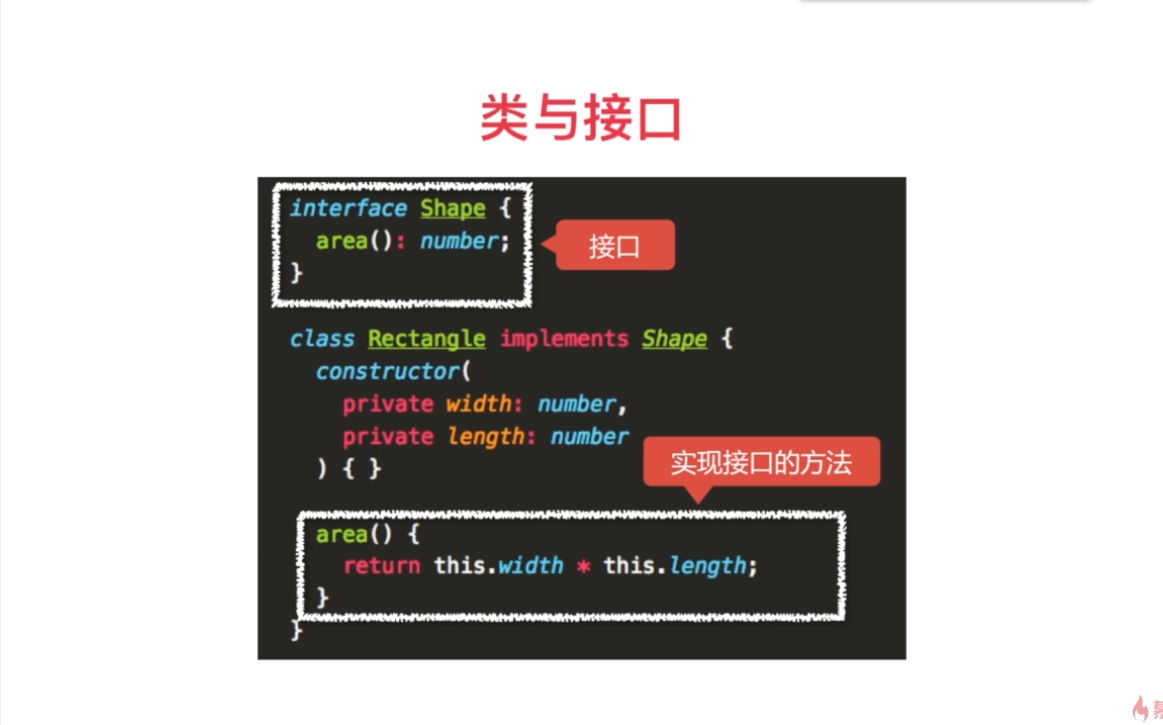 类与接口
interface Shape {
area(): number;
}
接口
class Rectangle implements Shape {
constructor(
private width: number,
private length: number
) { }
实现接口的方法
area() {
return this.width * this.length;
}
}